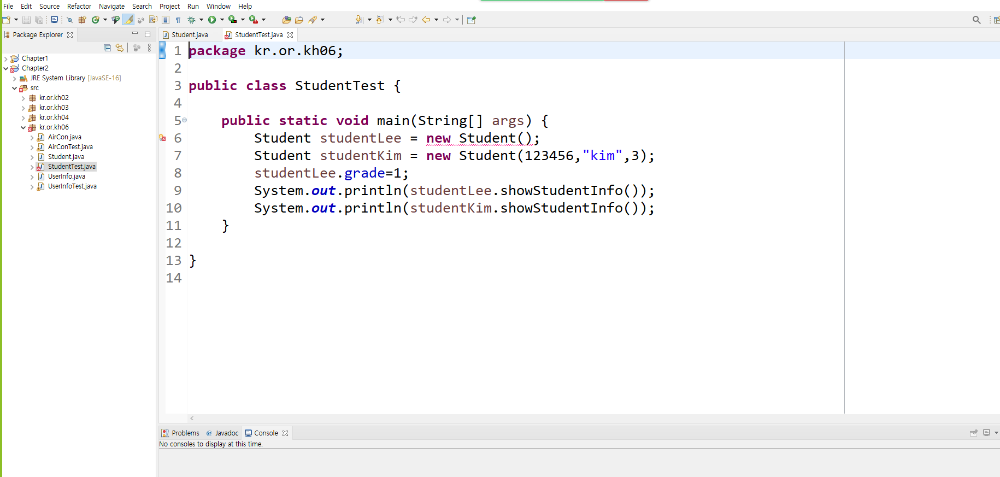 File Edit Source Refactor Navigate Search Project Run Window Help
Package Explorer
Chapter1
Chapter2
JRE System Library [JavaSE-16]
src
kr.or.kh02
kr.or.kh03
kr.or.kh04
kr.or.kh06
AirCon.java
AirConTest.java
Student.java
StudentTest.java
UserInfo.java
UserInfoTest.java
Student.java StudentTest.java
1 package kr.or.kh06;
2
3 public class StudentTest {
4
5 public static void main(String[] args) {
6 Student studentLee = new Student();
7 Student studentKim = new Student(123456,"kim",3);
8 studentLee.grade=1;
9 System.out.println(studentLee.showStudentInfo());
10 System.out.println(studentKim.showStudentInfo());
11 }
12
13 }
14
Problems @ Javadoc Console
No consoles to display at this time.